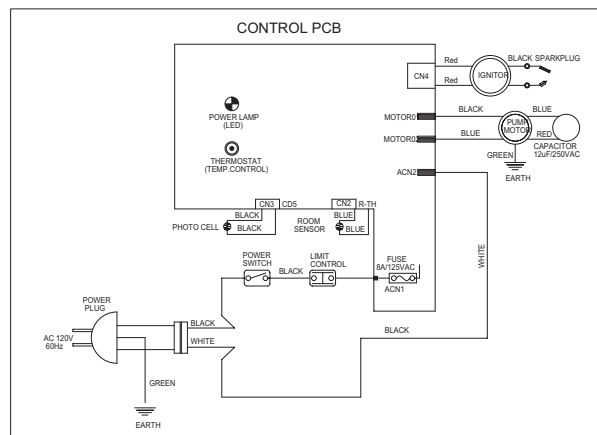 CONTROL PCB
Red
BLACK SPARKPLUG
CN4
IGNITOR
Red
POWER LAMP
(LED)
MOTOR01
BLACK
PUMP
MOTOR
BLUE
MOTOR02
BLUE
RED
CAPACITOR
12uF/250VAC
THERMOSTAT
(TEMP.CONTROL)
GREEN
ACN2
EARTH
CN3
CD5
CN2
R-TH
BLACK
BLUE
PHOTO CELL
BLACK
ROOM
SENSOR
BLUE
WHITE
POWER
SWITCH
BLACK
LIMIT
CONTROL
FUSE
8A/125VAC
ACN1
POWER
PLUG
BLACK
BLACK
AC 120V
60Hz
WHITE
GREEN
EARTH